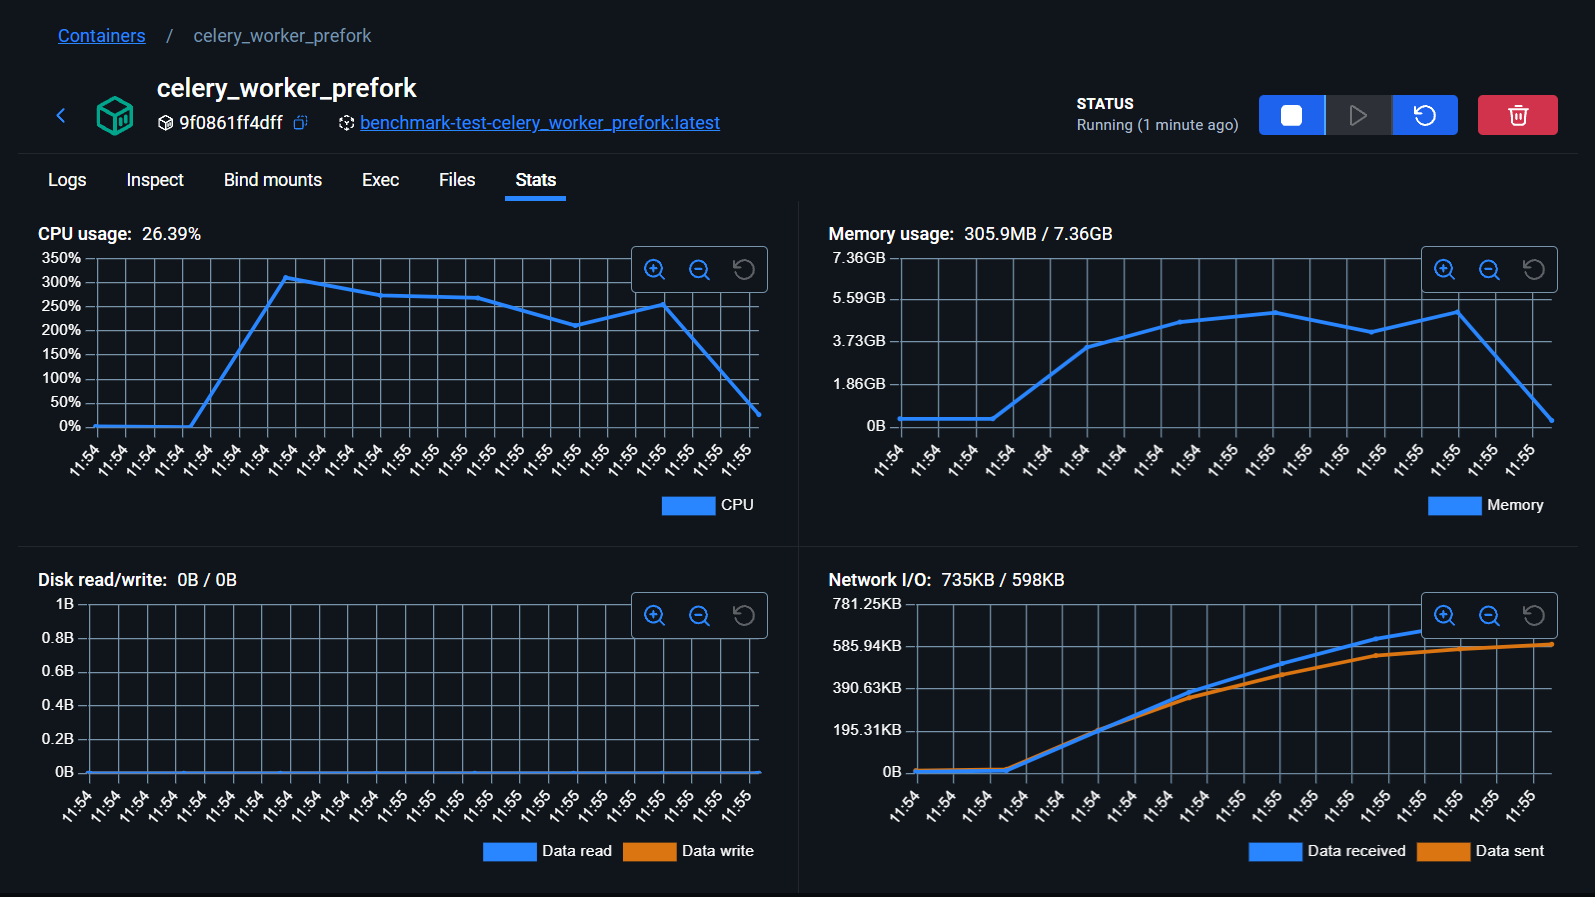 Containers / celery_worker_prefork
celery_worker_prefork
9f0861ff4dff benchmark-test-celery_worker_prefork:latest
STATUS
Running (1 minute ago)
Logs Inspect Bind mounts Exec Files Stats
CPU usage: 26.39%
350%
300%
250%
200%
150%
100%
50%
0%
11:54 11:54 11:54 11:54 11:54 11:54 11:54 11:54 11:54 11:54 11:54 11:55 11:55 11:55 11:55 11:55 11:55 11:55 11:55 11:55 11:55 11:55 11:55 11:55
CPU
Memory usage: 305.9MB / 7.36GB
7.36GB
5.59GB
3.73GB
1.86GB
0B
11:54 11:54 11:54 11:54 11:54 11:54 11:54 11:54 11:54 11:55 11:55 11:55 11:55 11:55 11:55 11:55 11:55 11:55
Memory
Disk read/write: 0B / 0B
1B
0.8B
0.6B
0.4B
0.2B
0B
11:54 11:54 11:54 11:54 11:54 11:54 11:54 11:54 11:54 11:54 11:55 11:55 11:55 11:55 11:55 11:55 11:55 11:55 11:55 11:55 11:55 11:55 11:55 11:55
Data read Data write
Network I/O: 735KB / 598KB
781.25KB
585.94KB
390.63KB
195.31KB
0B
11:54 11:54 11:54 11:54 11:54 11:54 11:54 11:54 11:54 11:55 11:55 11:55 11:55 11:55 11:55 11:55 11:55 11:55
Data received Data sent